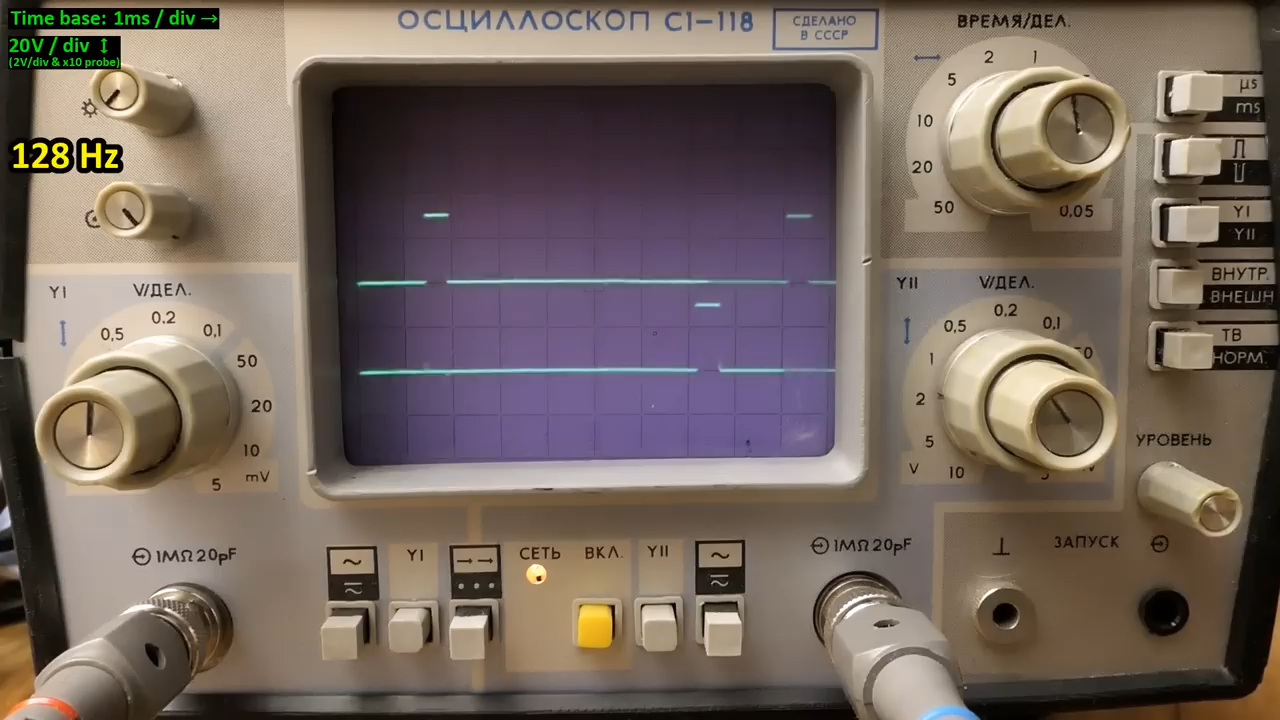 Time base: 1ms / div →
20V / div ↕
(2V/div & x10 probe)
128 Hz
ОСЦИЛЛОСКОП С1-118
СДЕЛАНО
В СССР
ВРЕМЯ/ДЕЛ.
2
1
5
10
20
50
0,05
μs
ms
YI
YII
ВНУТР.
ВНЕШН
ТВ
НОРМ.
УРОВЕНЬ
YI
V/ДЕЛ.
0,5
0,2
0,1
50
20
10
5
mV
YII
V/ДЕЛ.
0,5
0,2
0,1
1
2
5
V
10
1MΩ 20pF
YI
СЕТЬ
ВКЛ.
YII
1MΩ 20pF
⊥
ЗАПУСК